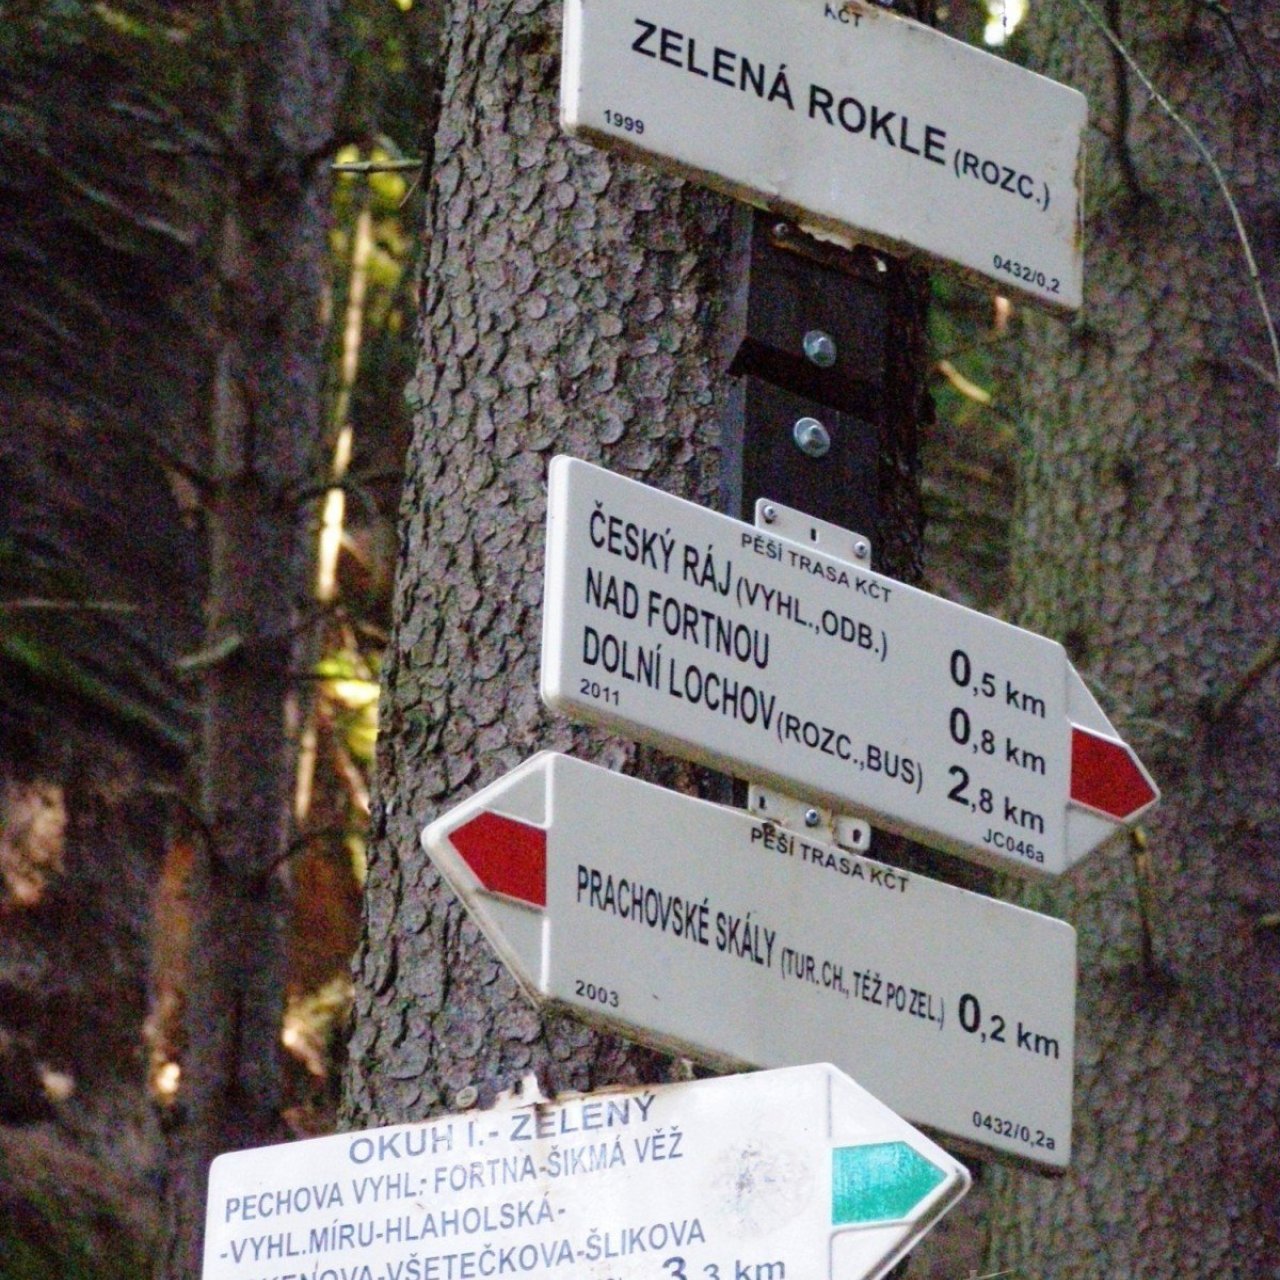 KČT
ZELENÁ ROKLE (ROZC.)
1999
0432/0,2
PĚŠÍ TRASA KČT
ČESKÝ RÁJ (VYHL.,ODB.) 0,5 km
NAD FORTNOU 0,8 km
DOLNÍ LOCHOV (ROZC.,BUS) 2,8 km
2011 JC046a
PĚŠÍ TRASA KČT
PRACHOVSKÉ SKÁLY (TUR.CH., TÉŽ PO ZEL.) 0,2 km
2003
0432/0,2a
OKUH I.- ZELENÝ
PECHOVA VYHL.-FORTNA-ŠIKMÁ VĚŽ
-VYHL.MÍRU-HLAHOLSKÁ-
-VŠETEČKOVA-ŠLIKOVA
3,3 km